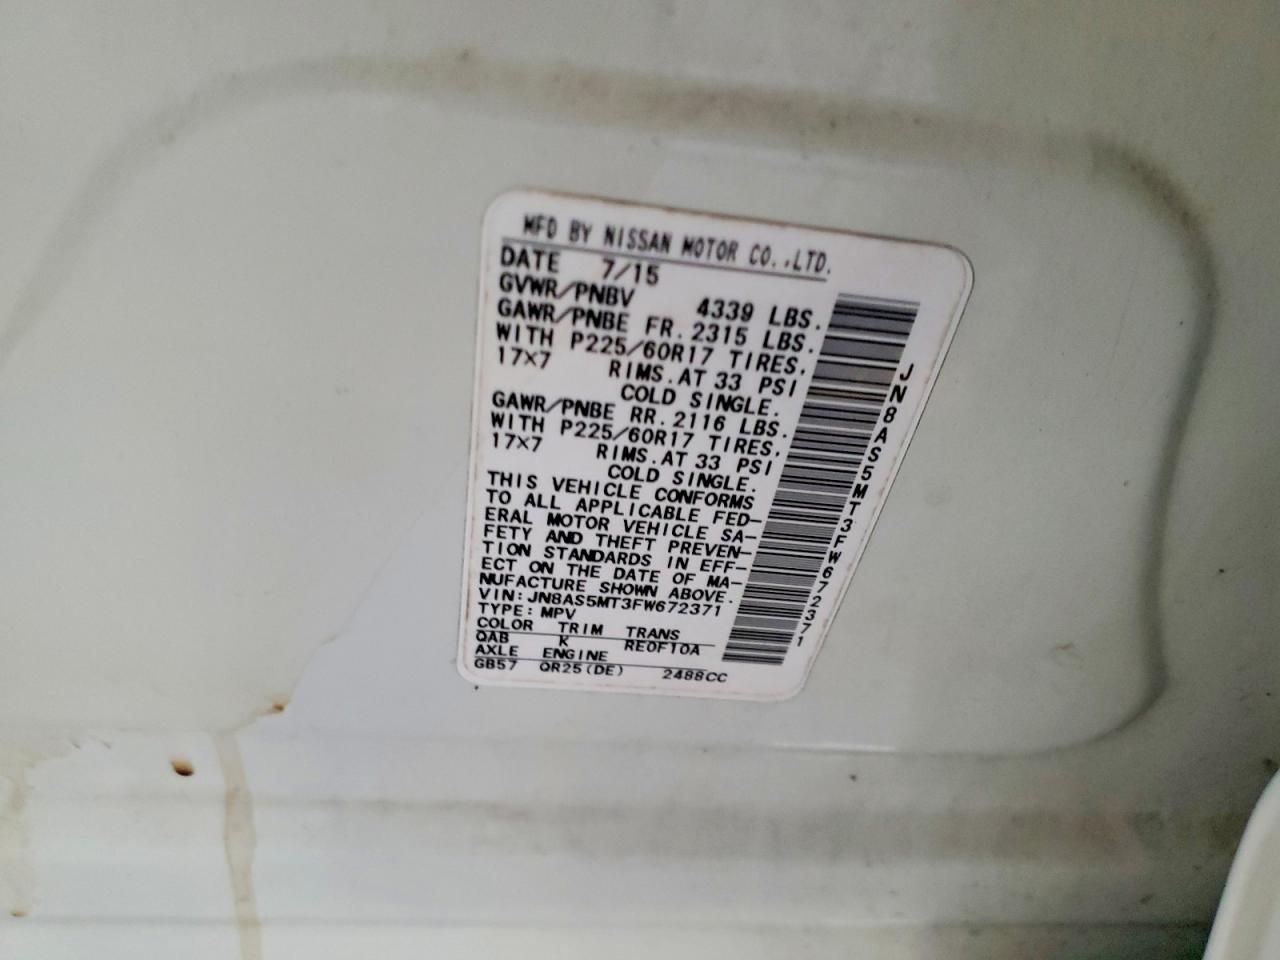 MFD BY NISSAN MOTOR CO.,LTD.
DATE 7/15
GVWR/PNBV 4339 LBS.
GAWR/PNBE FR. 2315 LBS.
WITH P225/60R17 TIRES,
17×7 RIMS.AT 33 PSI
COLD SINGLE.
GAWR/PNBE RR. 2116 LBS.
WITH P225/60R17 TIRES,
17×7 RIMS.AT 33 PSI
COLD SINGLE.
THIS VEHICLE CONFORMS
TO ALL APPLICABLE FED-
ERAL MOTOR VEHICLE SA-
FETY AND THEFT PREVEN-
TION STANDARDS IN EFF-
ECT ON THE DATE OF MA-
NUFACTURE SHOWN ABOVE.
VIN:JN8AS5MT3FW672371
TYPE:MPV
COLOR TRIM TRANS
QAB K RE0F10A
AXLE ENGINE
GB57 QR25(DE) 2488CC
JN8AS5MT3FW672371